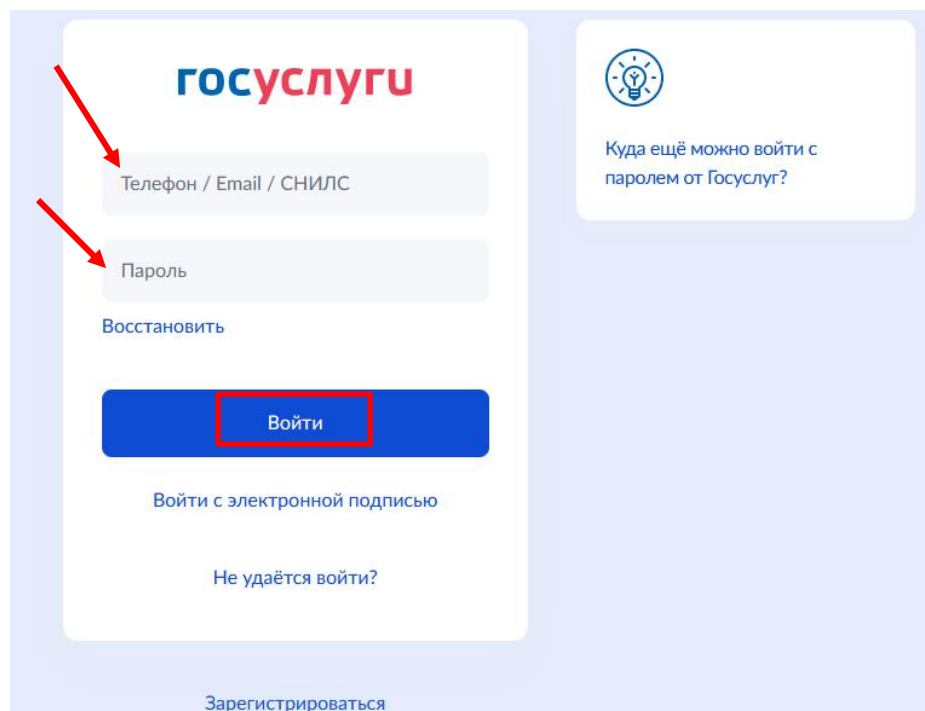 госуслуги
Телефон / Email / СНИЛС
Пароль
Восстановить
Войти
Войти с электронной подписью
Не удаётся войти?
Зарегистрироваться
Куда ещё можно войти с
паролем от Госуслуг?